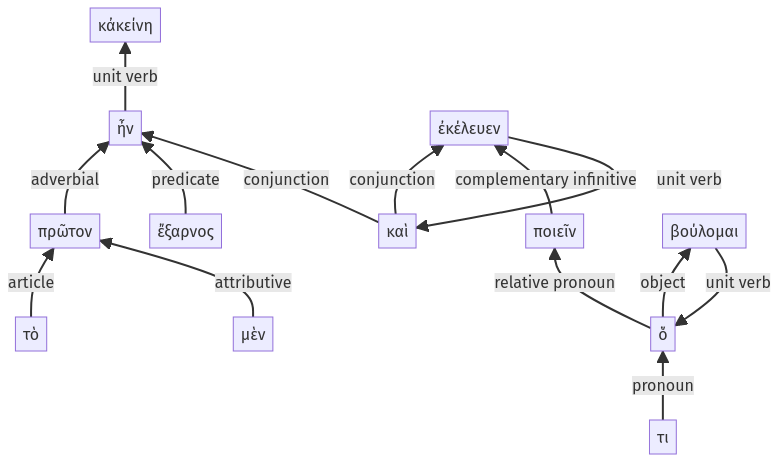 κἀκείνη
unit verb
ἦν
ἐκέλευεν
adverbial
predicate
conjunction
conjunction
complementary infinitive
unit verb
πρῶτον
ἔξαρνος
καὶ
ποιεῖν
βούλομαι
article
attributive
relative pronoun
object
unit verb
τὸ
μὲν
ὅ
pronoun
τι